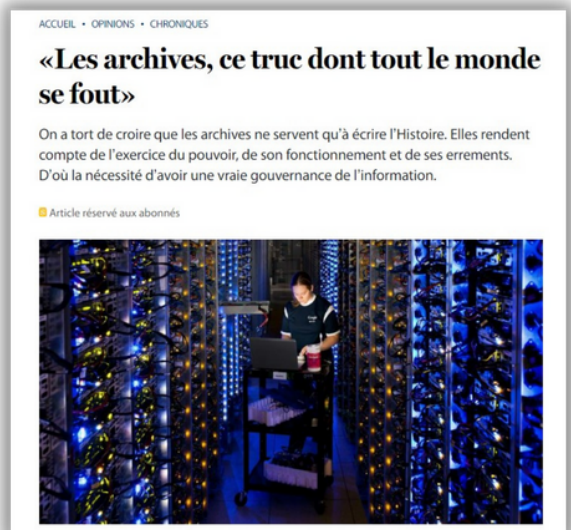 ACCUEIL • OPINIONS • CHRONIQUES
«Les archives, ce truc dont tout le monde
se fout»
On a tort de croire que les archives ne servent qu'à écrire l'Histoire. Elles rendent
compte de l'exercice du pouvoir, de son fonctionnement et de ses errements.
D'où la nécessité d'avoir une vraie gouvernance de l'information.
Article réservé aux abonnés